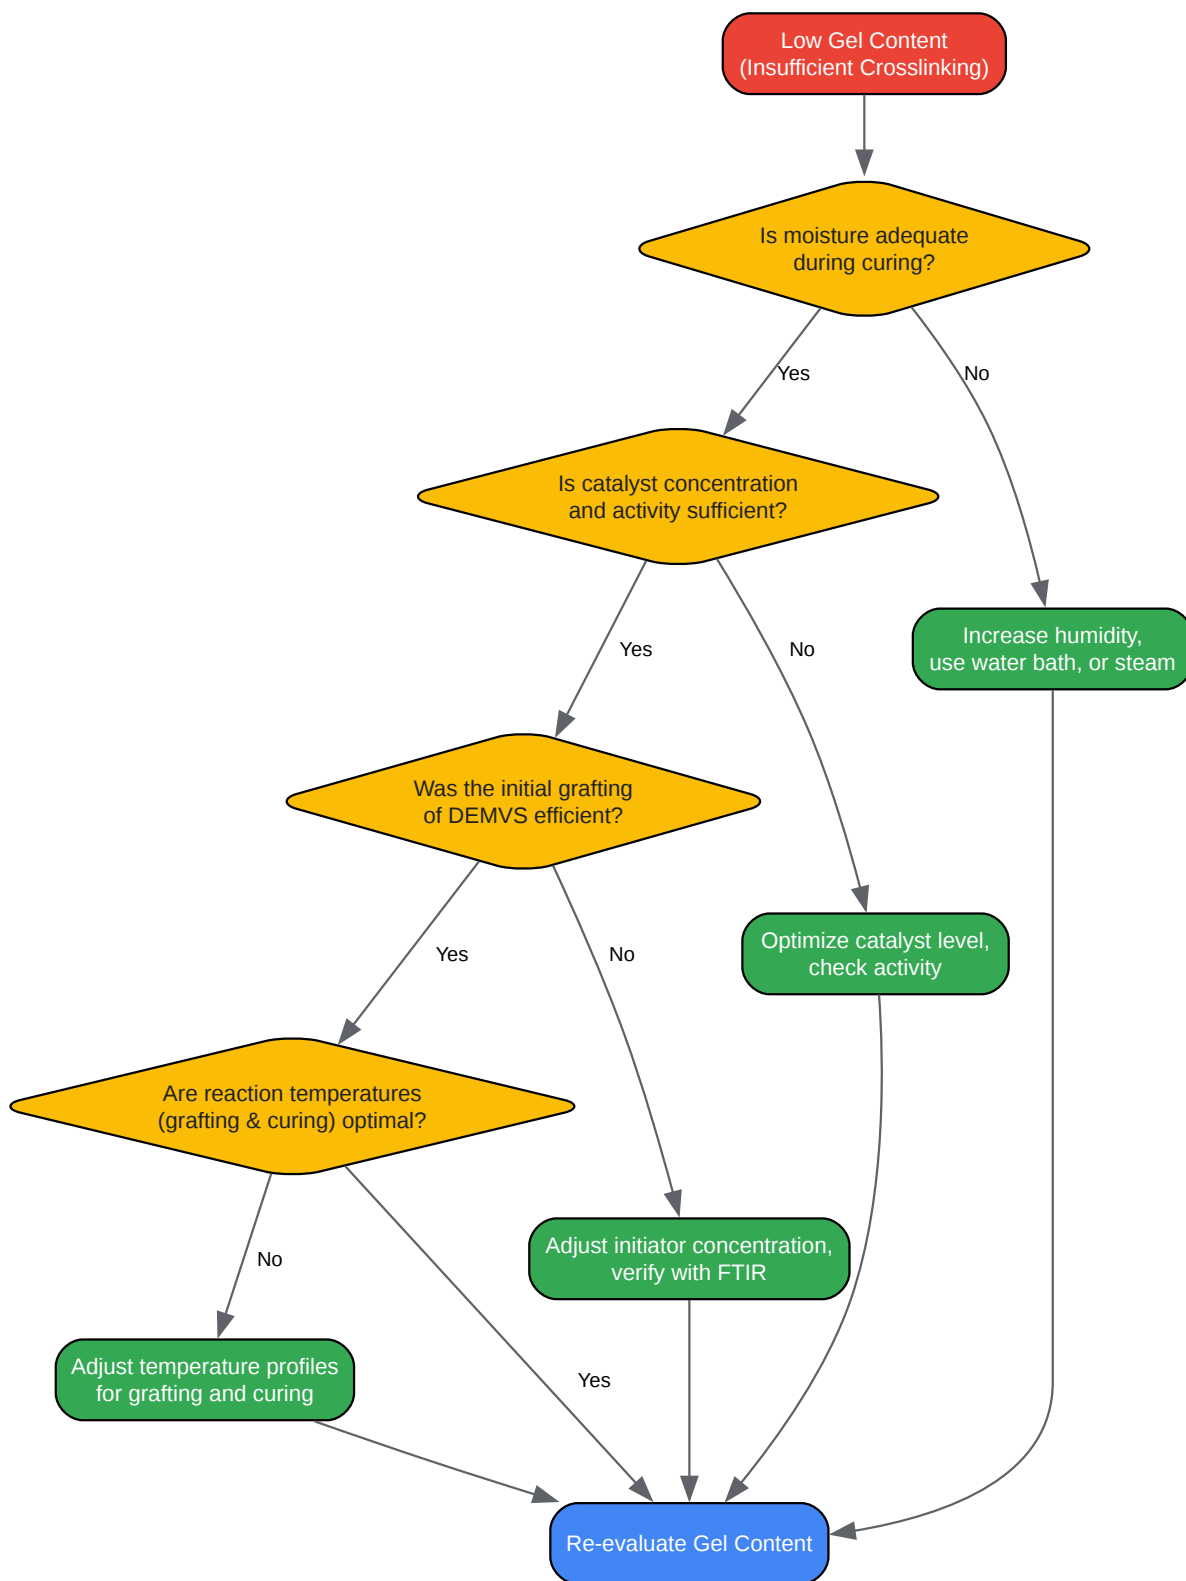 Low Gel Content
(Insufficient Crosslinking)
Is moisture adequate
during curing?
Yes
No
Is catalyst concentration
and activity sufficient?
Increase humidity,
use water bath, or steam
Yes
No
Was the initial grafting
of DEMVS efficient?
Optimize catalyst level,
check activity
Yes
No
Are reaction temperatures
(grafting & curing) optimal?
Adjust initiator concentration,
verify with FTIR
No
Adjust temperature profiles
for grafting and curing
Yes
Re-evaluate Gel Content